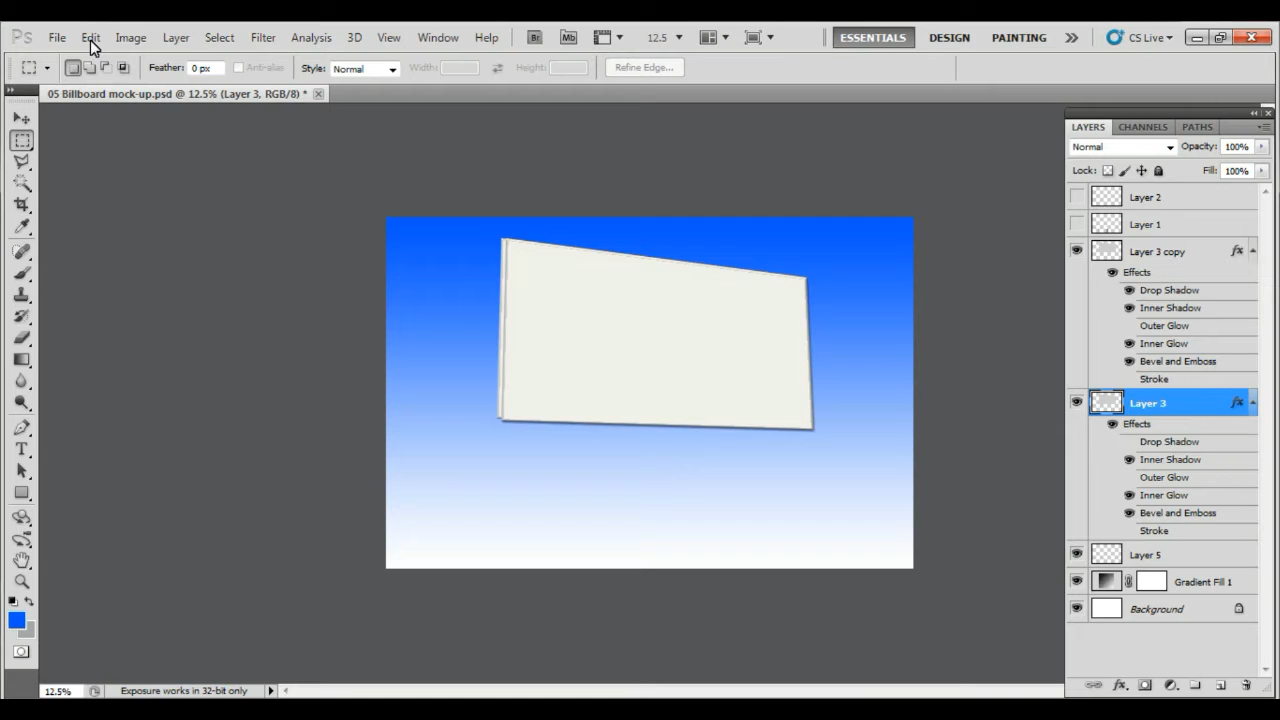 Ps File Edit Image Layer Select Filter Analysis 3D View Window Help Br Mb 12.5 ESSENTIALS DESIGN PAINTING CS Live
Feather: 0 px Anti-alias Style: Normal Width: Height: Refine Edge...
05 Billboard mock-up.psd @ 12.5% (Layer 3, RGB/8) *
LAYERS CHANNELS PATHS
Normal Opacity: 100%
Lock: Fill: 100%
Layer 2
Layer 1
Layer 3 copy fx
Effects
Drop Shadow
Inner Shadow
Outer Glow
Inner Glow
Bevel and Emboss
Stroke
Layer 3 fx
Effects
Drop Shadow
Inner Shadow
Outer Glow
Inner Glow
Bevel and Emboss
Stroke
Layer 5
Gradient Fill 1
Background
12.5% Exposure works in 32-bit only